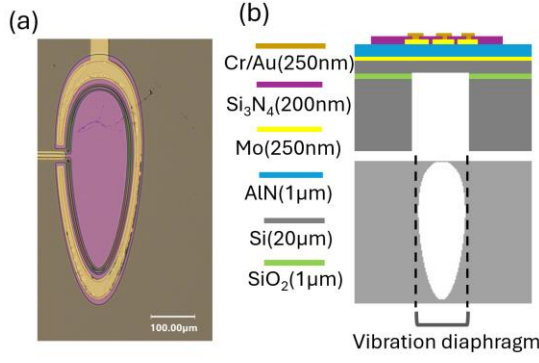 (a)
100.00μm
(b)
Cr/Au(250nm)
Si₃N₄(200nm)
Mo(250nm)
AlN(1μm)
Si(20μm)
SiO₂(1μm)
Vibration diaphragm